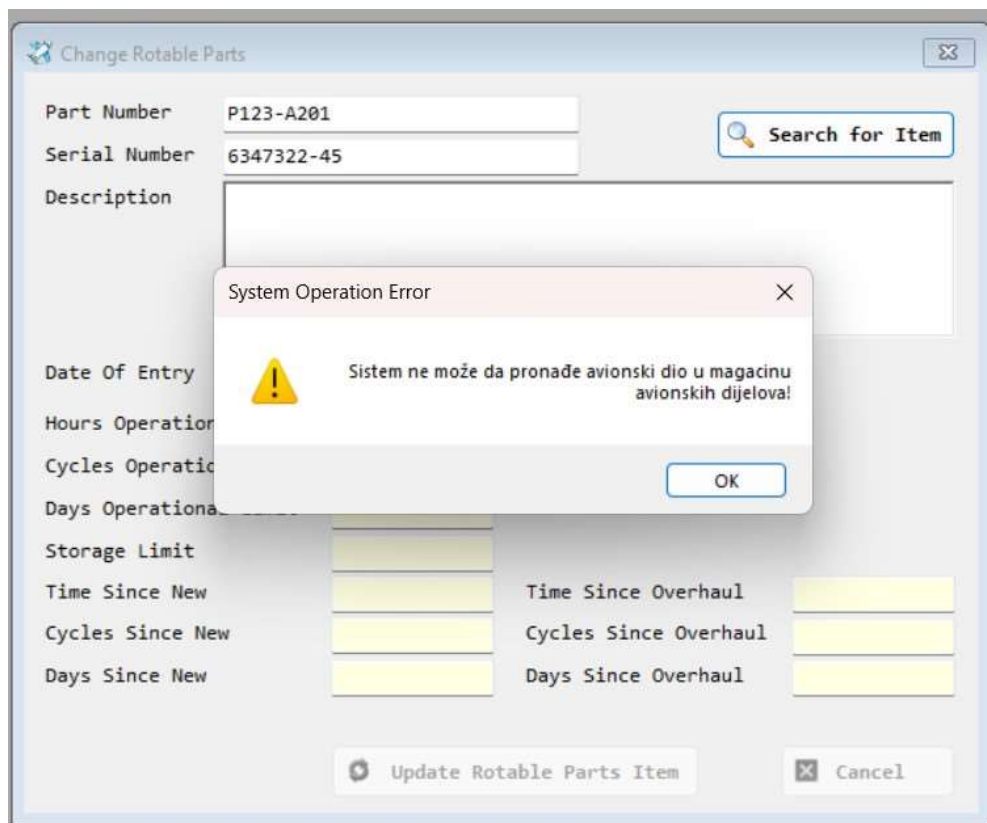 Change Rotable Parts
Part Number P123-A201
Search for Item
Serial Number 6347322-45
Description
System Operation Error
Sistem ne može da pronađe avionski dio u magacinu
avionskih dijelova!
OK
Date Of Entry
Hours Operation
Cycles
Days
Storage Limit
Time Since New Time Since Overhaul
Cycles Since New Cycles Since Overhaul
Days Since New Days Since Overhaul
Update Rotable Parts Item Cancel